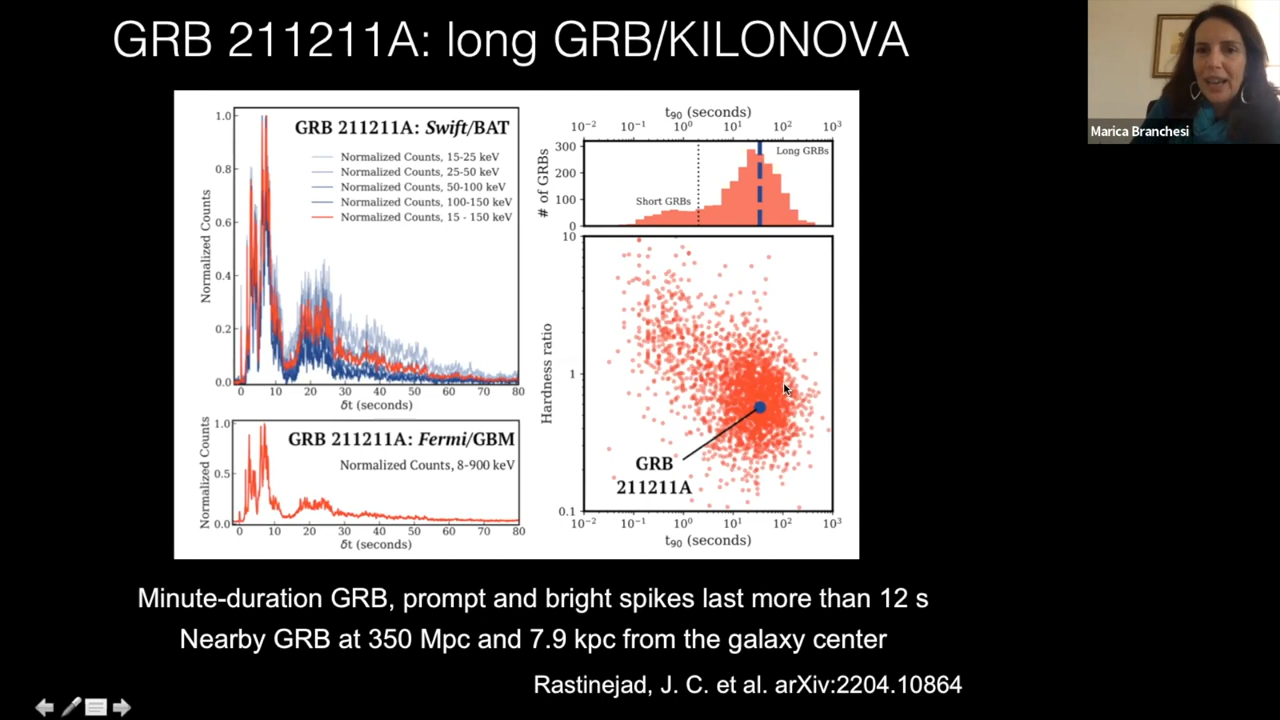 GRB 211211A: long GRB/KILONOVA
Marica Branchesi
GRB 211211A: Swift/BAT
Normalized Counts, 15-25 keV
Normalized Counts, 25-50 keV
Normalized Counts, 50-100 keV
Normalized Counts, 100-150 keV
Normalized Counts, 15 - 150 keV
Normalized Counts
1.0
0.8
0.6
0.4
0.2
0.0
0 10 20 30 40 50 60 70 80
δt (seconds)
GRB 211211A: Fermi/GBM
Normalized Counts, 8-900 keV
Normalized Counts
1.0
0.5
0.0
0 10 20 30 40 50 60 70 80
δt (seconds)
t90 (seconds)
10⁻² 10⁻¹ 10⁰ 10¹ 10² 10³
# of GRBs
300
200
100
0
Short GRBs
Long GRBs
Hardness ratio
10
1
0.1
GRB
211211A
10⁻² 10⁻¹ 10⁰ 10¹ 10² 10³
t90 (seconds)
Minute-duration GRB, prompt and bright spikes last more than 12 s
Nearby GRB at 350 Mpc and 7.9 kpc from the galaxy center
Rastinejad, J. C. et al. arXiv:2204.10864